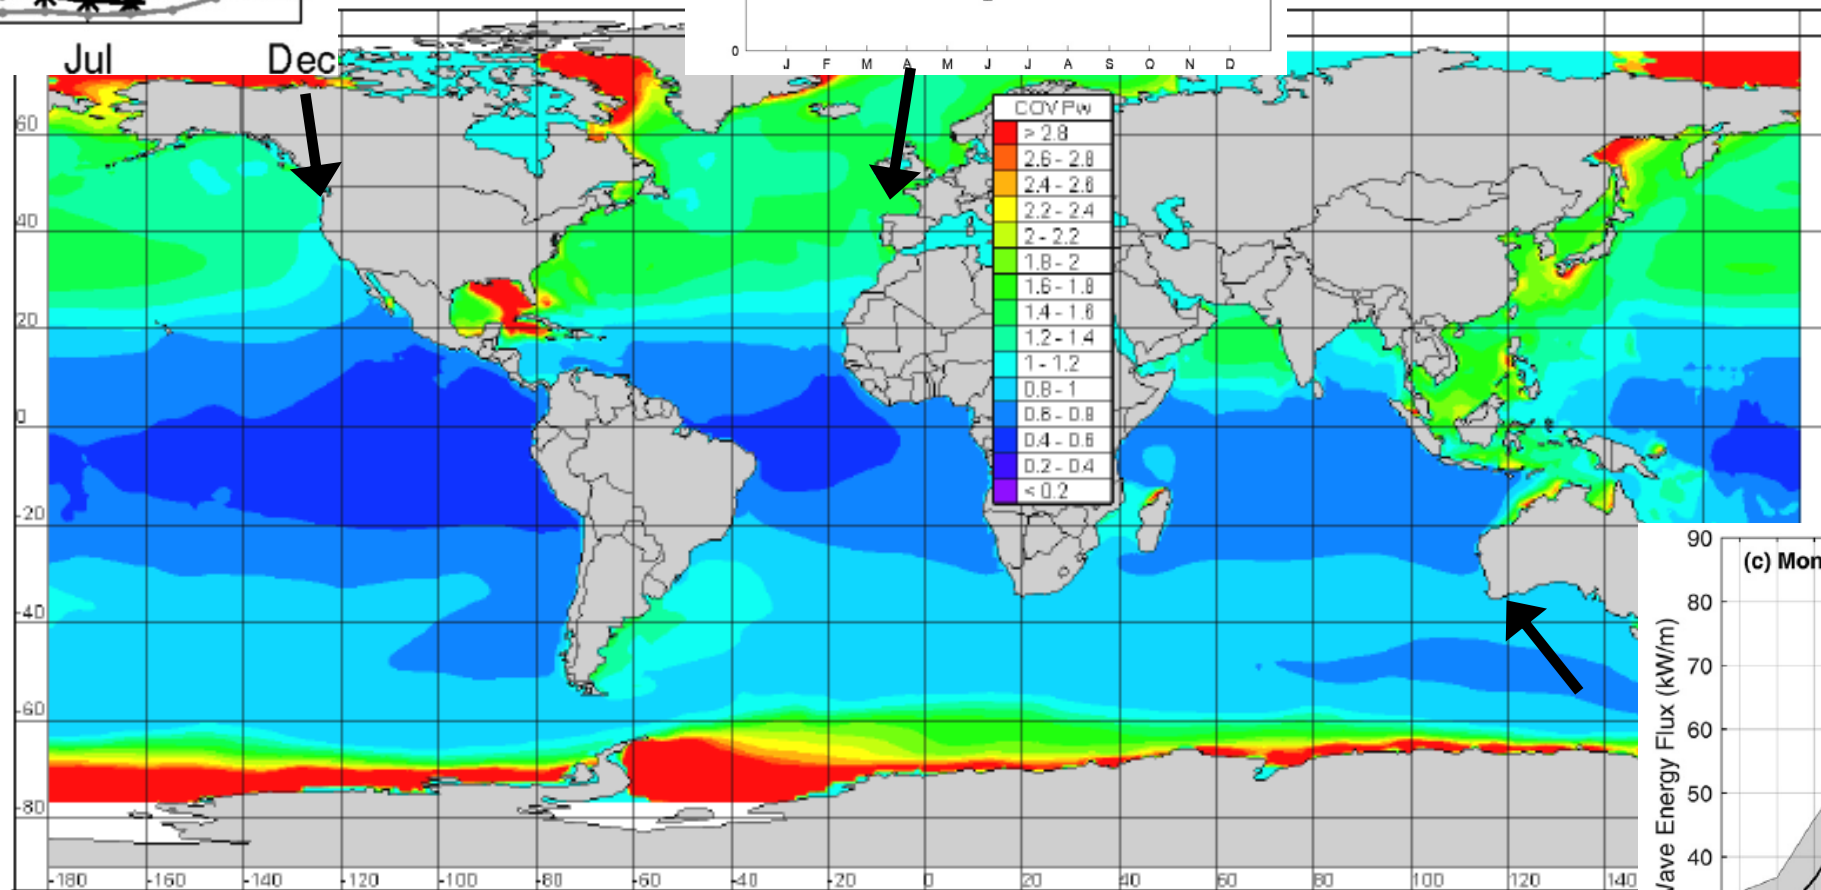 Jul Dec
0
J F M A M J J A S O N D
COV Pw
> 2.8
2.6 - 2.8
2.4 - 2.6
2.2 - 2.4
2 - 2.2
1.8 - 2
1.6 - 1.8
1.4 - 1.6
1.2 - 1.4
1 - 1.2
0.8 - 1
0.6 - 0.8
0.4 - 0.6
0.2 - 0.4
< 0.2
60
40
20
0
-20
-40
-60
-80
-180 -160 -140 -120 -100 -80 -60 -40 -20 0 20 40 60 80 100 120 140
(c) Mon
90
80
70
60
50
40
Wave Energy Flux (kW/m)